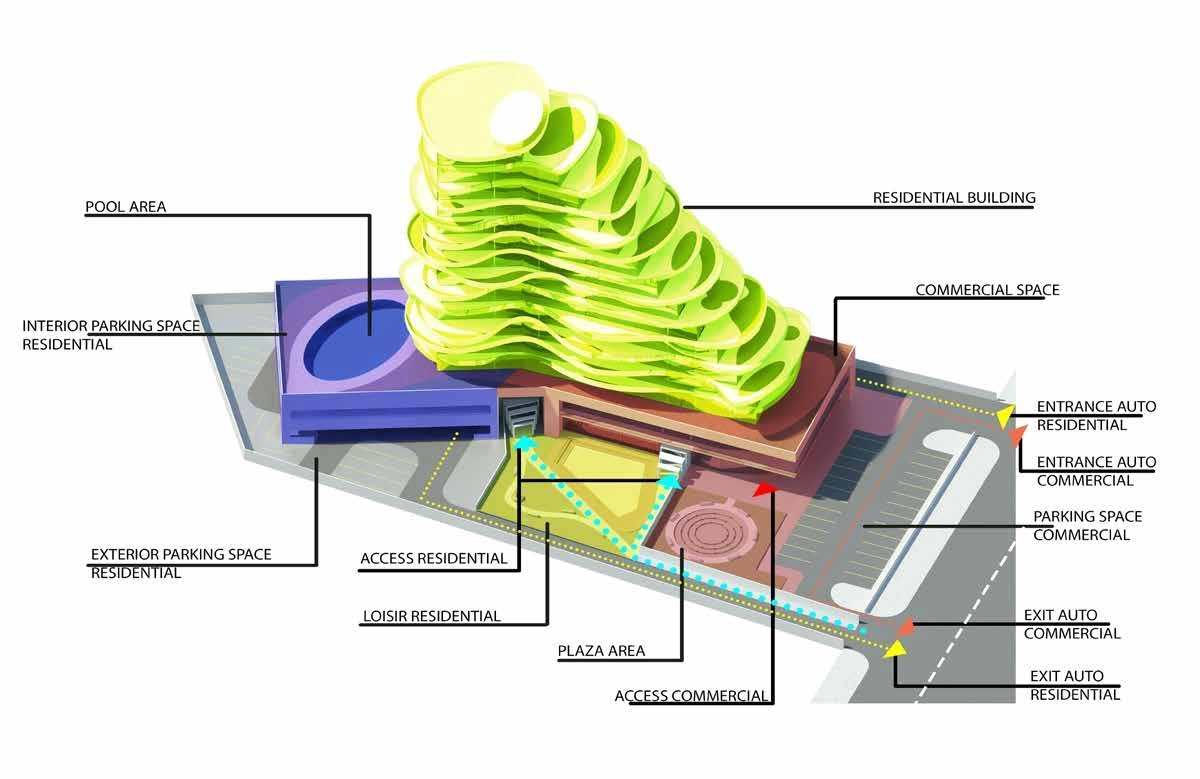 RESIDENTIAL BUILDING
POOL AREA
COMMERCIAL SPACE
INTERIOR PARKING SPACE
RESIDENTIAL
ENTRANCE AUTO
RESIDENTIAL
ENTRANCE AUTO
COMMERCIAL
PARKING SPACE
COMMERCIAL
EXTERIOR PARKING SPACE
RESIDENTIAL
ACCESS RESIDENTIAL
LOISIR RESIDENTIAL
EXIT AUTO
COMMERCIAL
PLAZA AREA
EXIT AUTO
RESIDENTIAL
ACCESS COMMERCIAL